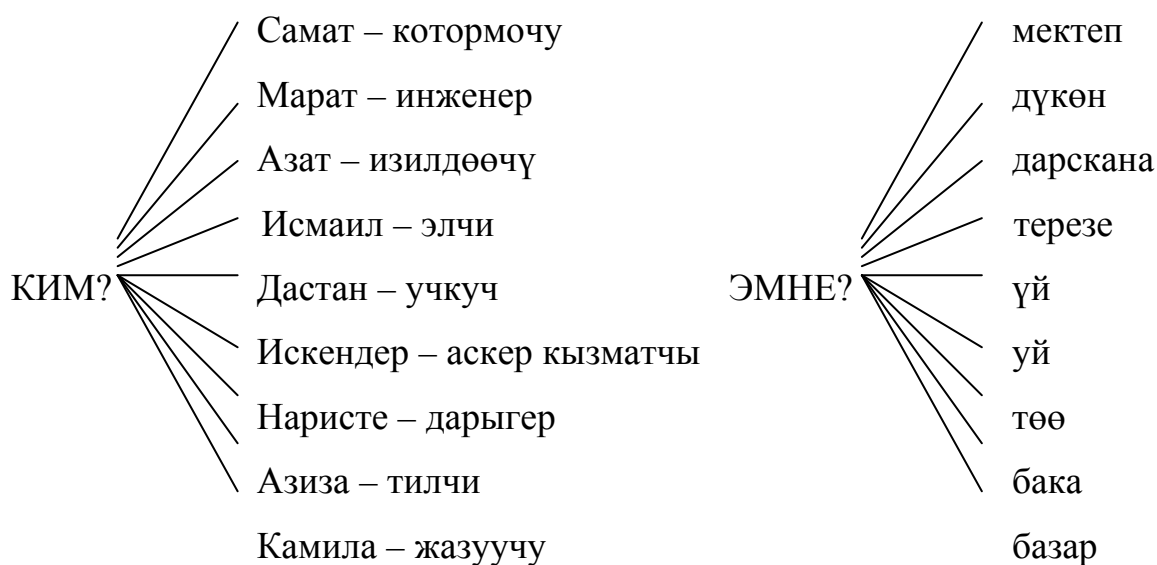 Самат – котормочу
Марат – инженер
Азат – изилдөөчү
Исмаил – элчи
КИМ?
Дастан – учкуч
Искендер – аскер кызматчы
Наристе – дарыгер
Азиза – тилчи
Камила – жазуучу
мектеп
дүкөн
дарскана
терезе
ЭМНЕ?
үй
уй
төө
бака
базар